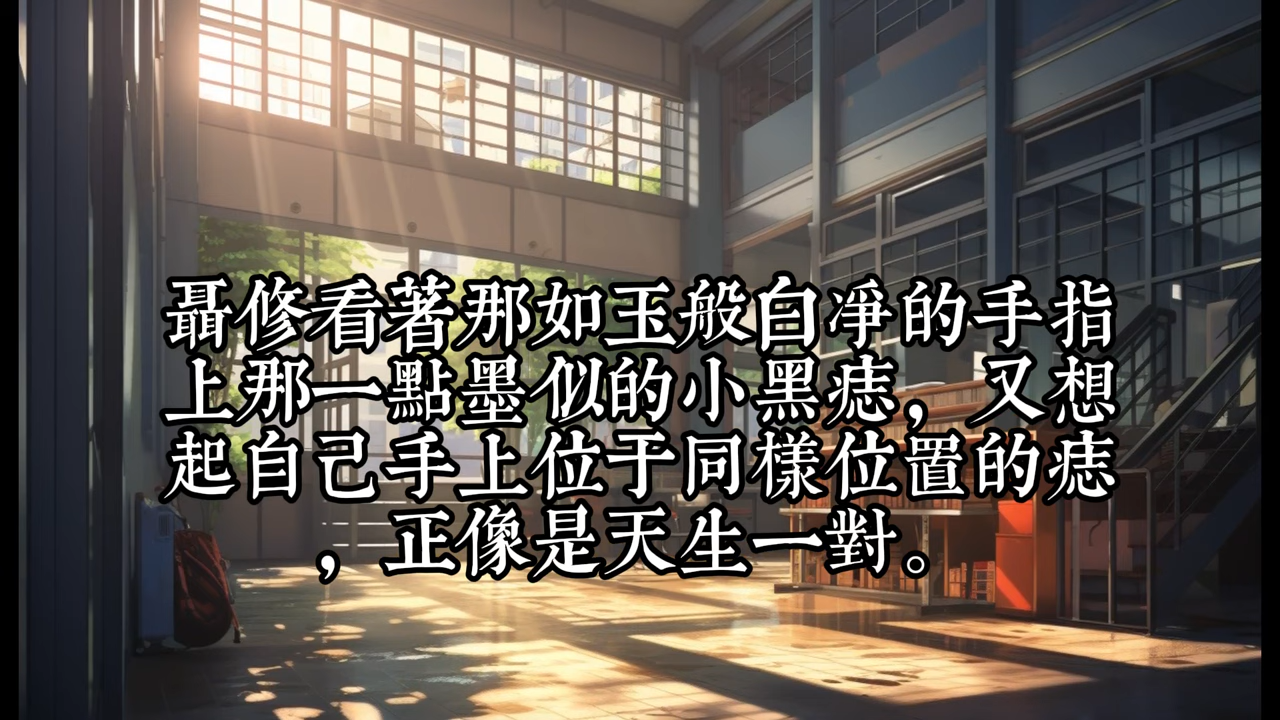 聶修看著那如玉般白凈的手指
上那一點墨似的小黑痣，又想
起自己手上位于同樣位置的痣
，正像是天生一對。